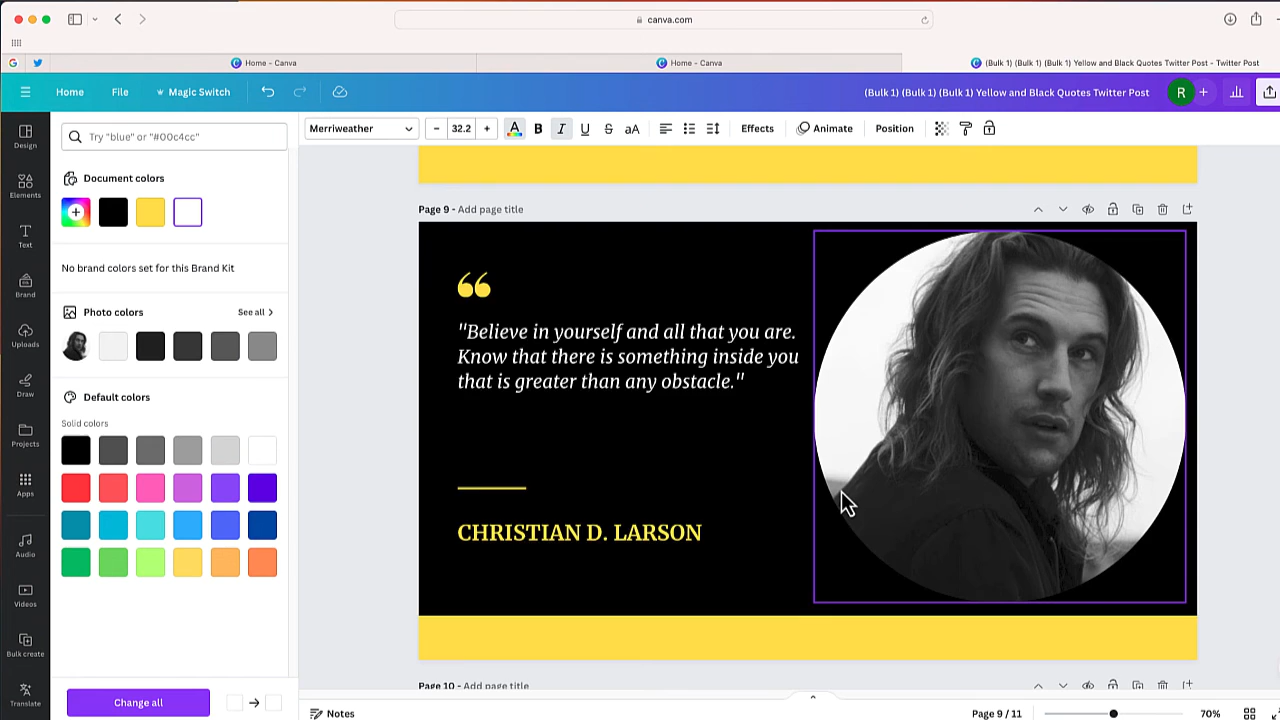 canva.com
G
Home - Canva
Home - Canva
(Bulk 1) (Bulk 1) (Bulk 1) Yellow and Black Quotes Twitter Post - Twitter Post
Home
File
Magic Switch
(Bulk 1) (Bulk 1) (Bulk 1) Yellow and Black Quotes Twitter Post
R
Design
Elements
Text
Brand
Uploads
Draw
Projects
Apps
Audio
Videos
Bulk create
Translate
Try "blue" or "#00c4cc"
Document colors
No brand colors set for this Brand Kit
Photo colors
See all
Default colors
Solid colors
Change all
Merriweather
- 32.2 +
A B I U S aA
Effects
Animate
Position
Page 9 - Add page title
"Believe in yourself and all that you are.
Know that there is something inside you
that is greater than any obstacle."
CHRISTIAN D. LARSON
Page 10 - Add page title
Notes
Page 9 / 11
70%